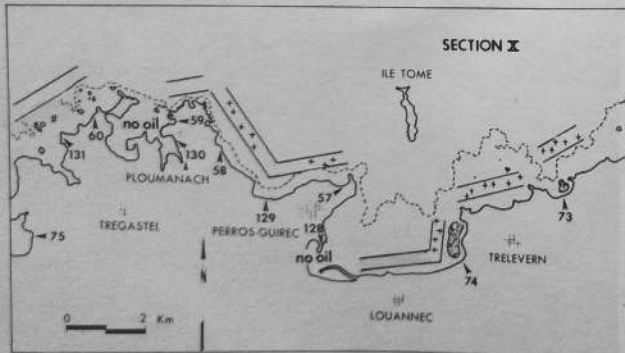 SECTION X
ILE TOME
60
no oil
59
131
130
PLOUMANACH
58
57
73
129
75
TREGASTEL
PERROS-GUIREC
128
TRELEVERN
no oil
74
LOUANNEC
0 2 Km